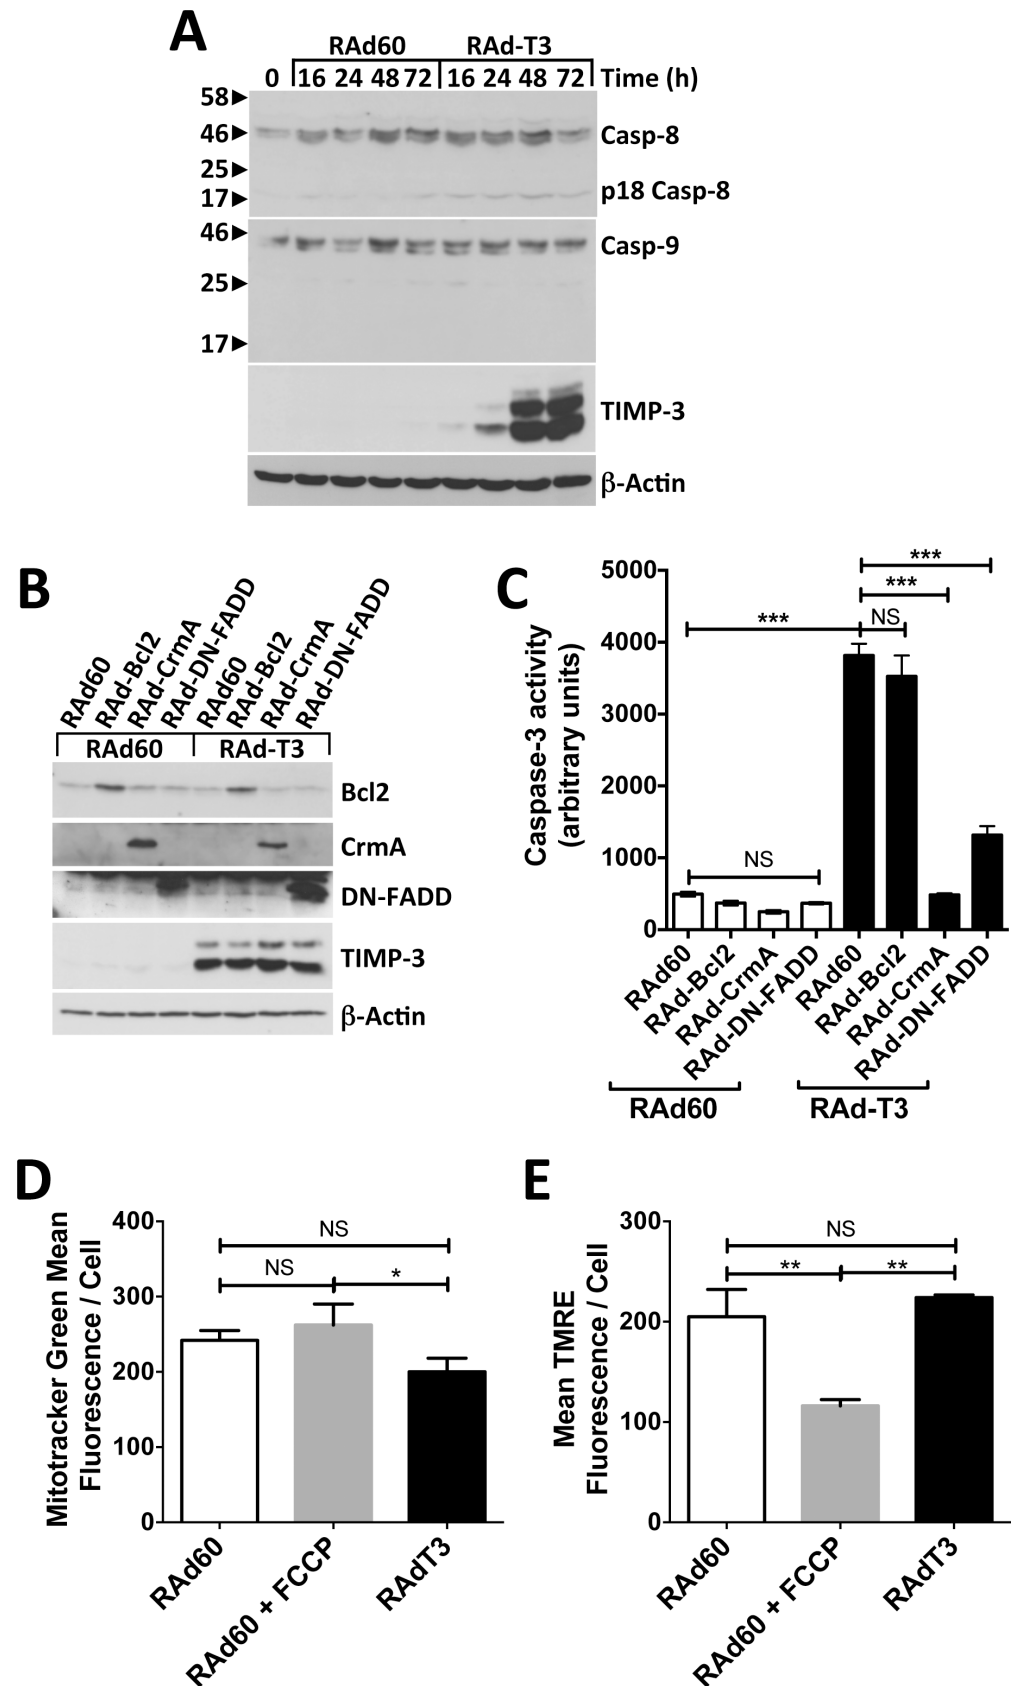 A
RAd60 RAd-T3
0 16 24 48 72 16 24 48 72 Time (h)
58
46 Casp-8
25
p18 Casp-8
17
46 Casp-9
25
17
TIMP-3
β-Actin
B
RAd60 RAd-Bcl2 RAd-CrmA RAd-DN-FADD RAd60 RAd-Bcl2 RAd-CrmA RAd-DN-FADD
RAd60 RAd-T3
Bcl2
CrmA
DN-FADD
TIMP-3
β-Actin
C
Caspase-3 activity
(arbitrary units)
5000
4000
3000
2000
1000
0
***
***
*** NS
NS
RAd60 RAd-Bcl2 RAd-CrmA RAd-DN-FADD RAd60 RAd-Bcl2 RAd-CrmA RAd-DN-FADD
RAd60 RAd-T3
D
Mitotracker Green Mean
Fluorescence / Cell
400
300
200
100
0
NS
NS *
RAd60 RAd60 + FCCP RAdT3
E
Mean TMRE
Fluorescence / Cell
300
200
100
0
NS
** **
RAd60 RAd60 + FCCP RAdT3